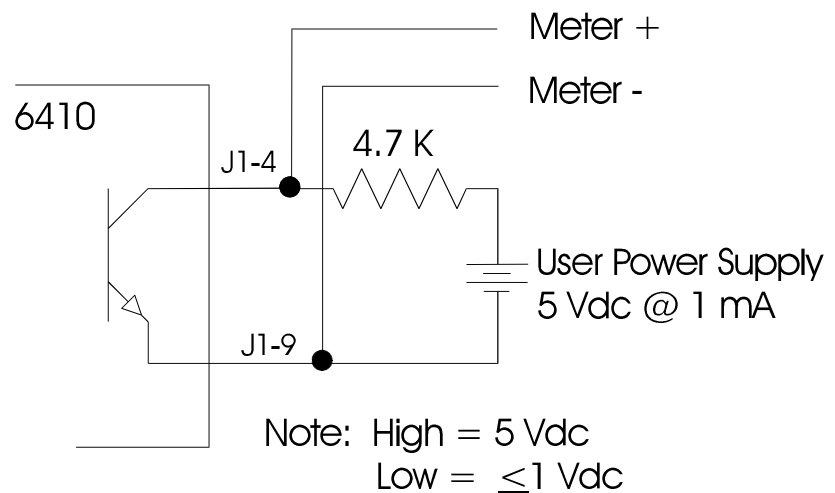 Meter +
Meter -
6410
4.7 K
J1-4
User Power Supply
5 Vdc @ 1 mA
J1-9
Note: High = 5 Vdc
Low = ≤1 Vdc